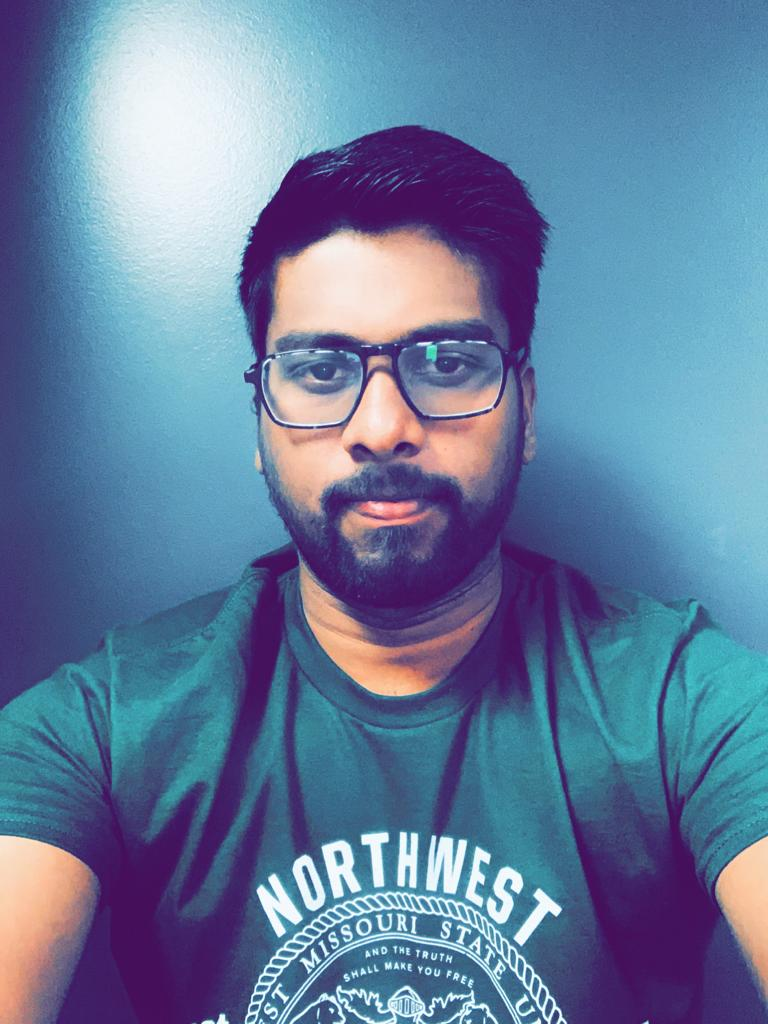 NORTHWEST
MISSOURI STATE
AND THE TRUTH
SHALL MAKE YOU FREE